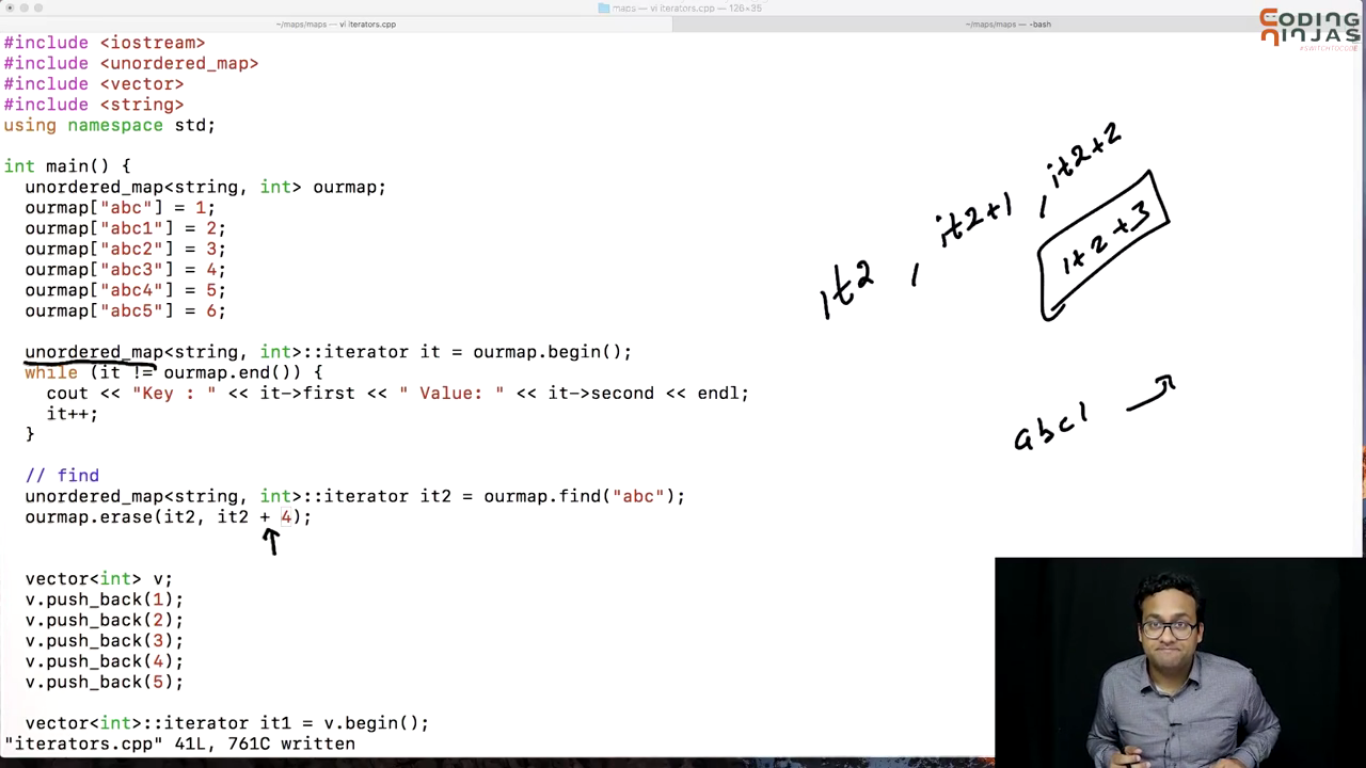 maps — vi iterators.cpp — 126×35
~/maps/maps — vi iterators.cpp
~/maps/maps — -bash
CODING
NINJAS
#SWITCHTOCODE
#include <iostream>
#include <unordered_map>
#include <vector>
#include <string>
using namespace std;
int main() {
unordered_map<string, int> ourmap;
ourmap["abc"] = 1;
ourmap["abc1"] = 2;
ourmap["abc2"] = 3;
ourmap["abc3"] = 4;
ourmap["abc4"] = 5;
ourmap["abc5"] = 6;
unordered_map<string, int>::iterator it = ourmap.begin();
while (it != ourmap.end()) {
cout << "Key : " << it->first << " Value: " << it->second << endl;
it++;
}
// find
unordered_map<string, int>::iterator it2 = ourmap.find("abc");
ourmap.erase(it2, it2 + 4);
vector<int> v;
v.push_back(1);
v.push_back(2);
v.push_back(3);
v.push_back(4);
v.push_back(5);
vector<int>::iterator it1 = v.begin();
"iterators.cpp" 41L, 761C written
it2 , it2+1 , it2+2
it2+3
abc1